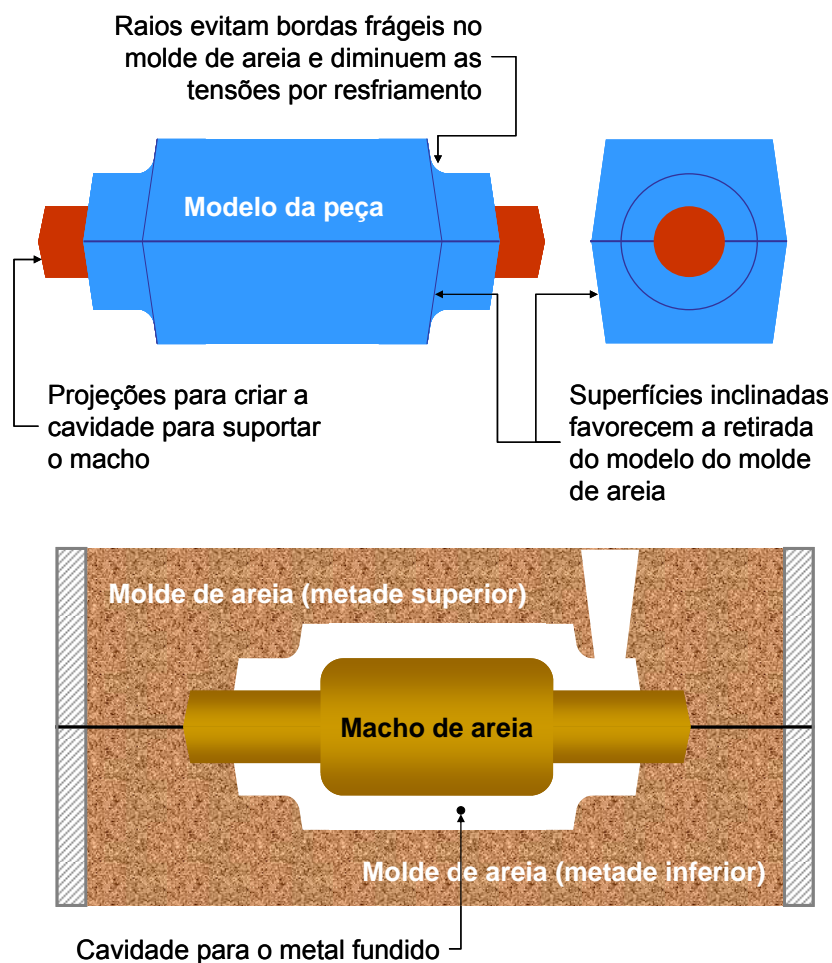 Raios evitam bordas frágeis no
molde de areia e diminuem as
tensões por resfriamento
Modelo da peça
Projeções para criar a
cavidade para suportar
o macho
Superfícies inclinadas
favorecem a retirada
do modelo do molde
de areia
Molde de areia (metade superior)
Macho de areia
Molde de areia (metade inferior)
Cavidade para o metal fundido